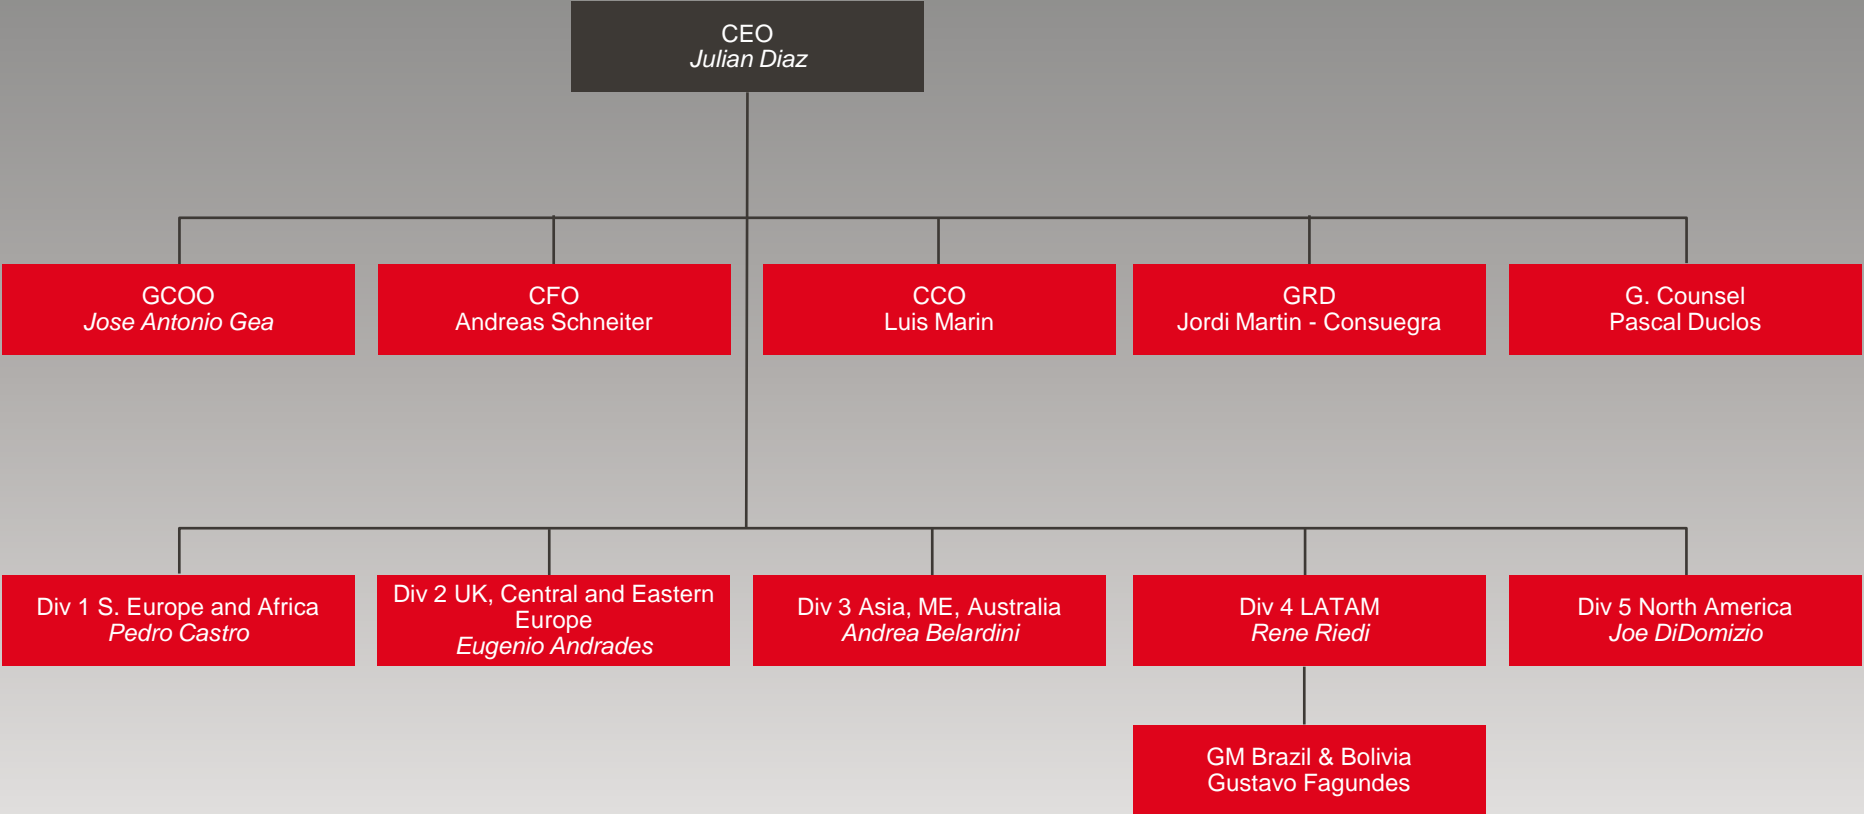 CEO
Julian Diaz
GCOO
Jose Antonio Gea
CFO
Andreas Schneiter
CCO
Luis Marin
GRD
Jordi Martin - Consuegra
G. Counsel
Pascal Duclos
Div 1 S. Europe and Africa
Pedro Castro
Div 2 UK, Central and Eastern
Europe
Eugenio Andrades
Div 3 Asia, ME, Australia
Andrea Belardini
Div 4 LATAM
Rene Riedi
Div 5 North America
Joe DiDomizio
GM Brazil & Bolivia
Gustavo Fagundes